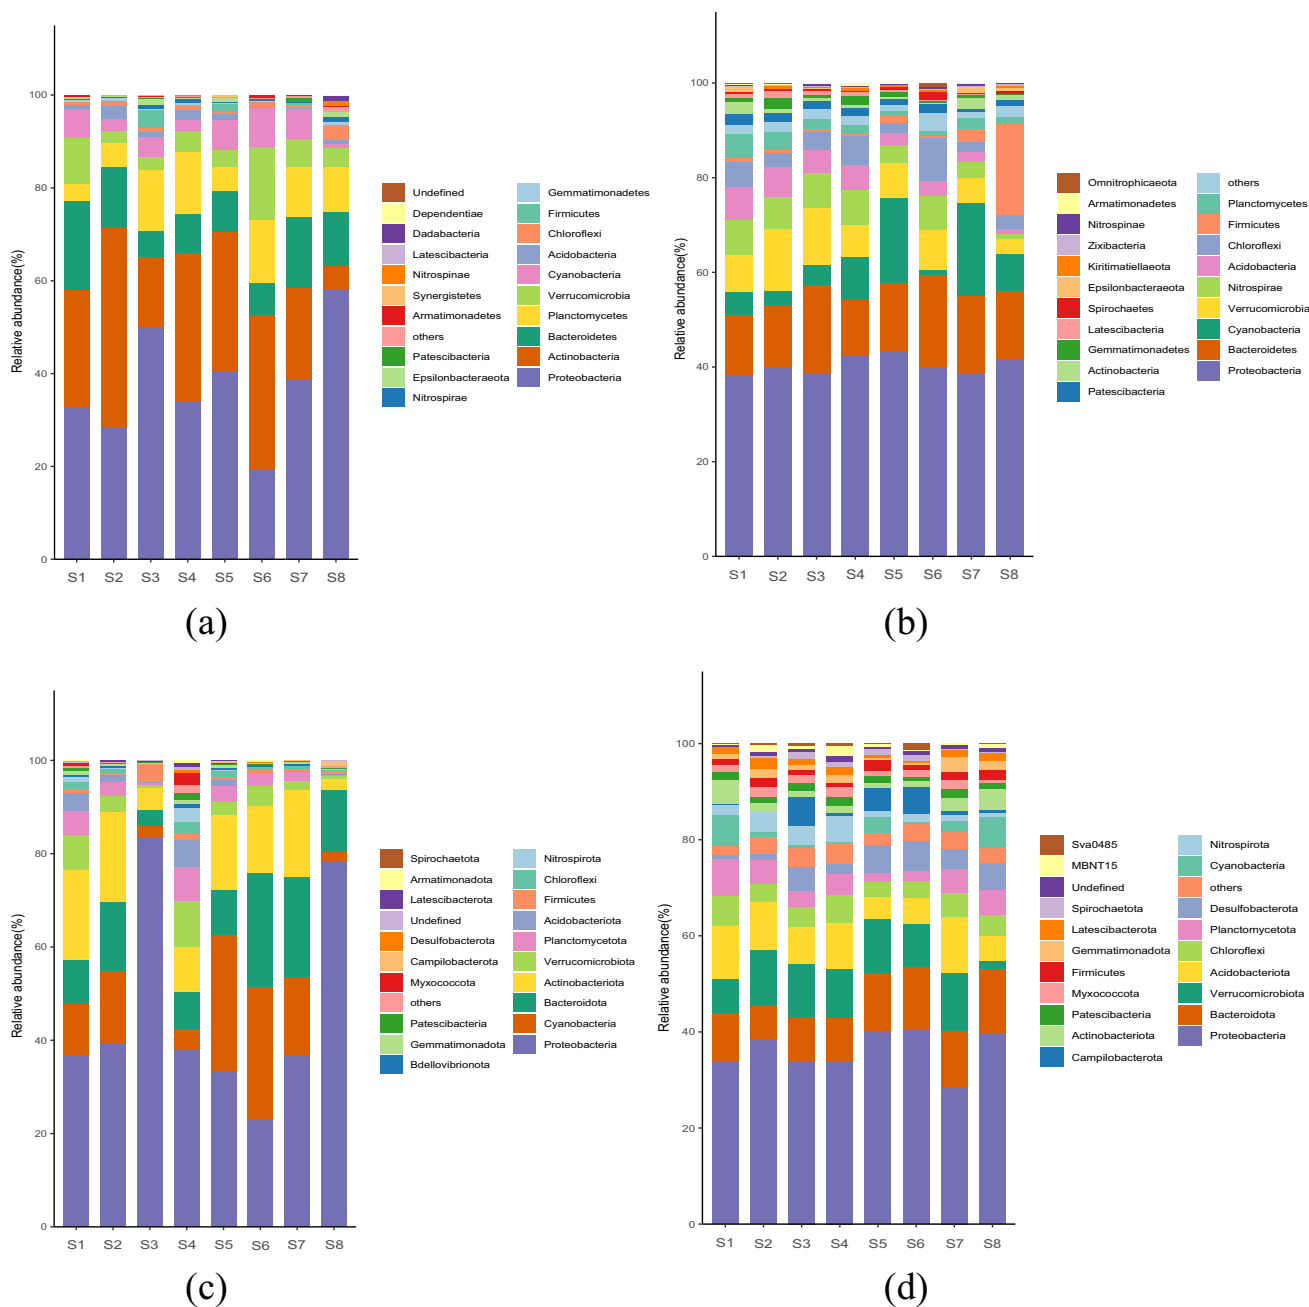 Relative abundance(%)
100
80
60
40
20
0
S1 S2 S3 S4 S5 S6 S7 S8
Undefined
Dependentiae
Dadabacteria
Latescibacteria
Nitrospinae
Synergistetes
Armatimonadetes
others
Patescibacteria
Epsilonbacteraeota
Nitrospirae
Gemmatimonadetes
Firmicutes
Chloroflexi
Acidobacteria
Cyanobacteria
Verrucomicrobia
Planctomycetes
Bacteroidetes
Actinobacteria
Proteobacteria
(a)
Relative abundance(%)
100
80
60
40
20
0
S1 S2 S3 S4 S5 S6 S7 S8
Omnitrophicaeota
Armatimonadetes
Nitrospinae
Zixibacteria
Kiritimatiellaeota
Epsilonbacteraeota
Spirochaetes
Latescibacteria
Gemmatimonadetes
Actinobacteria
Patescibacteria
others
Planctomycetes
Firmicutes
Chloroflexi
Acidobacteria
Nitrospirae
Verrucomicrobia
Cyanobacteria
Bacteroidetes
Proteobacteria
(b)
Relative abundance(%)
100
80
60
40
20
0
S1 S2 S3 S4 S5 S6 S7 S8
Spirochaetota
Armatimonadota
Latescibacterota
Undefined
Desulfobacterota
Campilobacterota
Myxococcota
others
Patescibacteria
Gemmatimonadota
Bdellovibrionota
Nitrospirota
Chloroflexi
Firmicutes
Acidobacteriota
Planctomycetota
Verrucomicrobiota
Actinobacteriota
Bacteroidota
Cyanobacteria
Proteobacteria
(c)
Relative abundance(%)
100
80
60
40
20
0
S1 S2 S3 S4 S5 S6 S7 S8
Sva0485
MBNT15
Undefined
Spirochaetota
Latescibacterota
Gemmatimonadota
Firmicutes
Myxococcota
Patescibacteria
Actinobacteriota
Campilobacterota
Nitrospirota
Cyanobacteria
others
Desulfobacterota
Planctomycetota
Chloroflexi
Acidobacteriota
Verrucomicrobiota
Bacteroidota
Proteobacteria
(d)